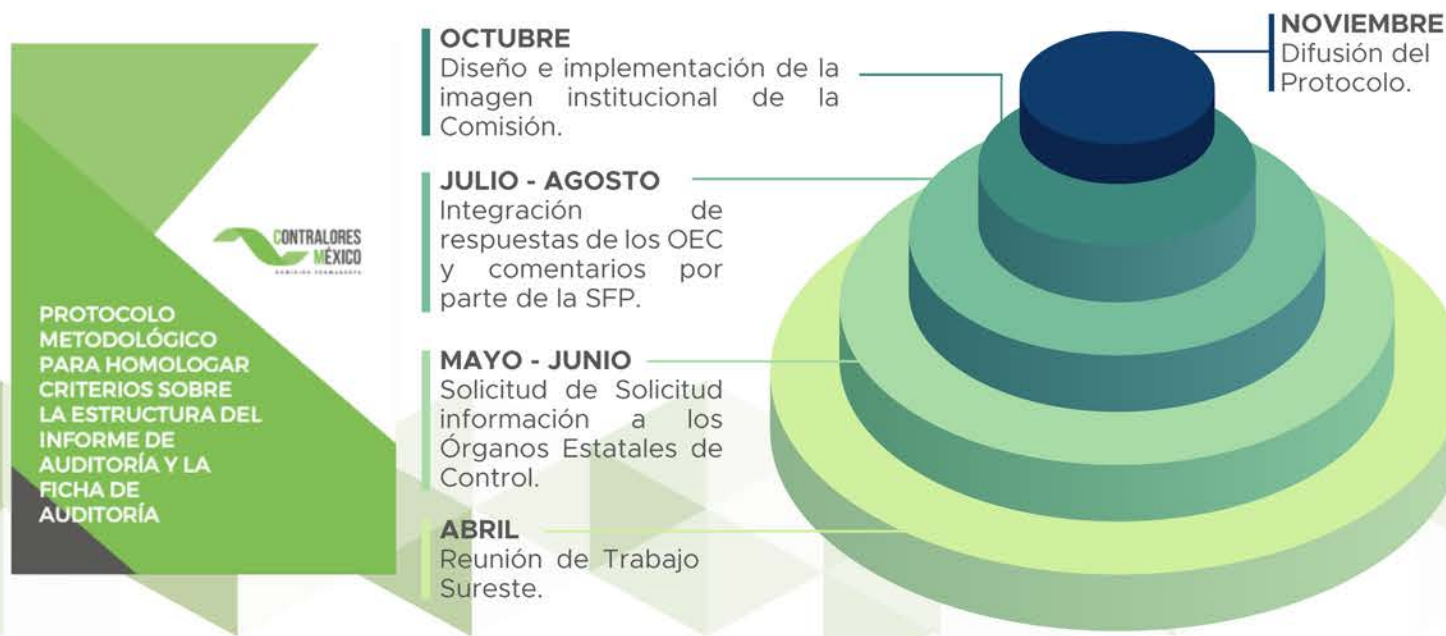 PROTOCOLO
METODOLÓGICO
PARA HOMOLOGAR
CRITERIOS SOBRE
LA ESTRUCTURA DEL
INFORME DE
AUDITORÍA Y LA
FICHA DE
AUDITORÍA
CONTRALORES
MÉXICO
COMISIÓN PERMANENTE
OCTUBRE
Diseño e implementación de la
imagen institucional de la
Comisión.
JULIO - AGOSTO
Integración de
respuestas de los OEC
y comentarios por
parte de la SFP.
MAYO - JUNIO
Solicitud de Solicitud
información a los
Órganos Estatales de
Control.
ABRIL
Reunión de Trabajo
Sureste.
NOVIEMBRE
Difusión del
Protocolo.